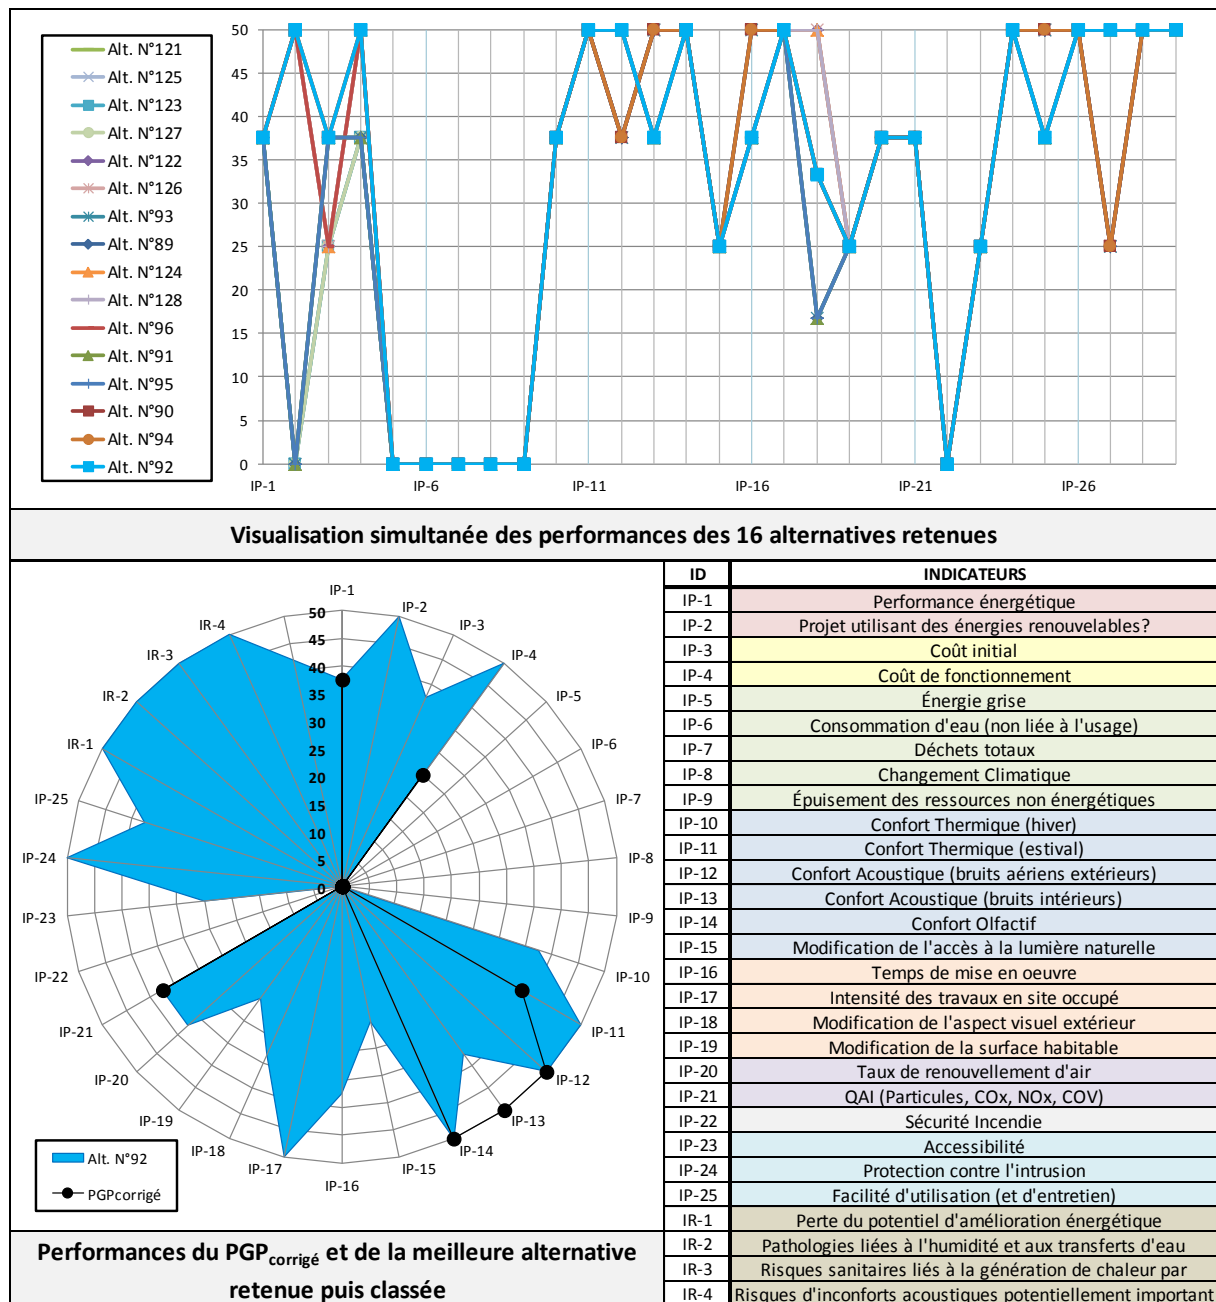 50
45
40
35
30
25
20
15
10
5
0
IP-1
IP-6
IP-11
IP-16
IP-21
IP-26
Alt. N°121
Alt. N°125
Alt. N°123
Alt. N°127
Alt. N°122
Alt. N°126
Alt. N°93
Alt. N°89
Alt. N°124
Alt. N°128
Alt. N°96
Alt. N°91
Alt. N°95
Alt. N°90
Alt. N°94
Alt. N°92
Visualisation simultanée des performances des 16 alternatives retenues
IP-1
IP-2
IP-3
IP-4
IP-5
IP-6
IP-7
IP-8
IP-9
IP-10
IP-11
IP-12
IP-13
IP-14
IP-15
IP-16
IP-17
IP-18
IP-19
IP-20
IP-21
IP-22
IP-23
IP-24
IP-25
IR-1
IR-2
IR-3
IR-4
50
45
40
35
30
25
20
15
10
5
0
Alt. N°92
PGPcorrigé
Performances du PGPcorrigé et de la meilleure alternative
retenue puis classée
ID INDICATEURS
IP-1 Performance énergétique
IP-2 Projet utilisant des énergies renouvelables?
IP-3 Coût initial
IP-4 Coût de fonctionnement
IP-5 Énergie grise
IP-6 Consommation d'eau (non liée à l'usage)
IP-7 Déchets totaux
IP-8 Changement Climatique
IP-9 Épuisement des ressources non énergétiques
IP-10 Confort Thermique (hiver)
IP-11 Confort Thermique (estival)
IP-12 Confort Acoustique (bruits aériens extérieurs)
IP-13 Confort Acoustique (bruits intérieurs)
IP-14 Confort Olfactif
IP-15 Modification de l'accès à la lumière naturelle
IP-16 Temps de mise en oeuvre
IP-17 Intensité des travaux en site occupé
IP-18 Modification de l'aspect visuel extérieur
IP-19 Modification de la surface habitable
IP-20 Taux de renouvellement d'air
IP-21 QAI (Particules, COx, NOx, COV)
IP-22 Sécurité Incendie
IP-23 Accessibilité
IP-24 Protection contre l'intrusion
IP-25 Facilité d'utilisation (et d'entretien)
IR-1 Perte du potentiel d'amélioration énergétique
IR-2 Pathologies liées à l'humidité et aux transferts d'eau
IR-3 Risques sanitaires liés à la génération de chaleur par
IR-4 Risques d'inconforts acoustiques potentiellement important